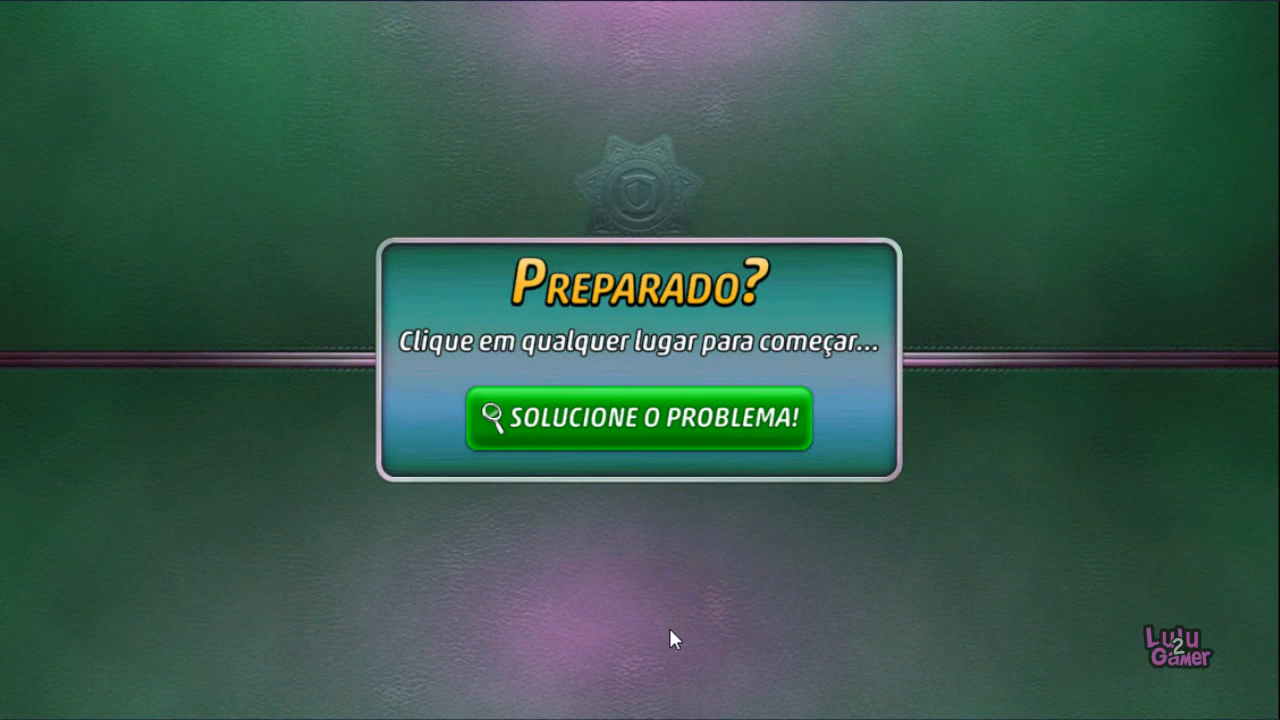 PREPARADO?
Clique em qualquer lugar para começar...
SOLUCIONE O PROBLEMA!
Lulu
2
Gamer